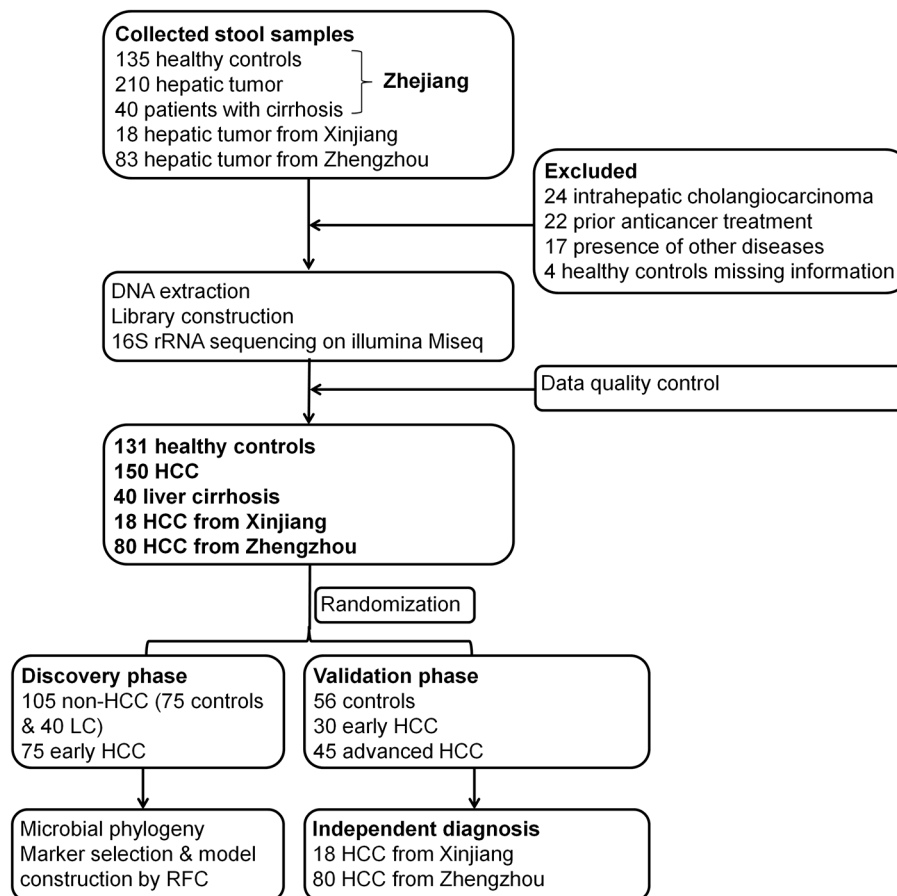 Collected stool samples
135 healthy controls
210 hepatic tumor
Zhejiang
40 patients with cirrhosis
18 hepatic tumor from Xinjiang
83 hepatic tumor from Zhengzhou
Excluded
24 intrahepatic cholangiocarcinoma
22 prior anticancer treatment
17 presence of other diseases
4 healthy controls missing information
DNA extraction
Library construction
16S rRNA sequencing on illumina Miseq
Data quality control
131 healthy controls
150 HCC
40 liver cirrhosis
18 HCC from Xinjiang
80 HCC from Zhengzhou
Randomization
Discovery phase
105 non-HCC (75 controls
& 40 LC)
75 early HCC
Validation phase
56 controls
30 early HCC
45 advanced HCC
Microbial phylogeny
Marker selection & model
construction by RFC
Independent diagnosis
18 HCC from Xinjiang
80 HCC from Zhengzhou